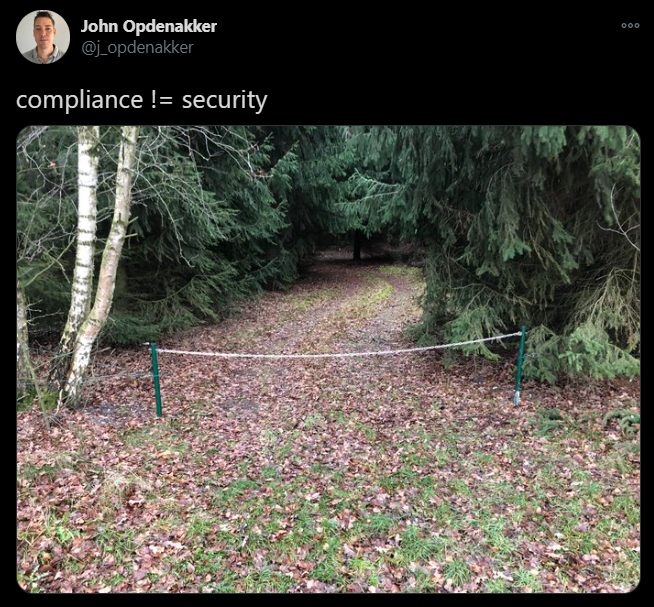 John Opdenakker
@j_opdenakker
compliance != security